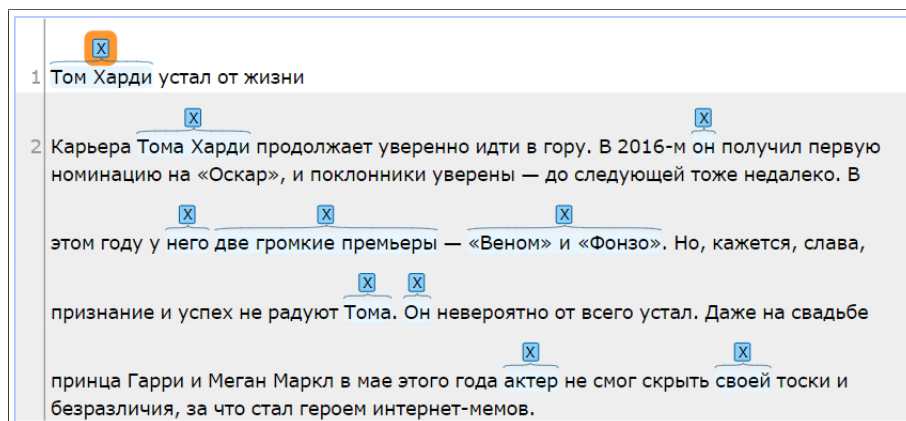 X
1 Том Харди устал от жизни
X X
2 Карьера Тома Харди продолжает уверенно идти в гору. В 2016-м он получил первую
номинацию на «Оскар», и поклонники уверены — до следующей тоже недалеко. В
X X X
этом году у него две громкие премьеры — «Веном» и «Фонзо». Но, кажется, слава,
X X
признание и успех не радуют Тома. Он невероятно от всего устал. Даже на свадьбе
X X
принца Гарри и Меган Маркл в мае этого года актер не смог скрыть своей тоски и
безразличия, за что стал героем интернет-мемов.